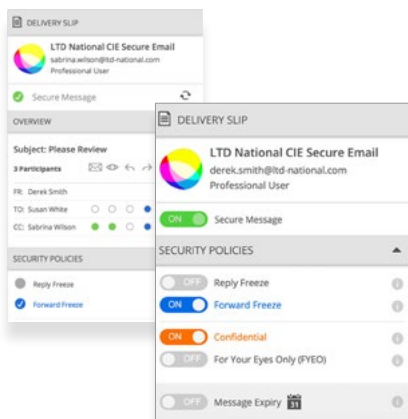 DELIVERY SLIP
LTD National CIE Secure Email
sabrina.wilson@ltd-national.com
Professional User
Secure Message
OVERVIEW
Subject: Please Review
3 Participants
FR: Derek Smith
TO: Susan White
CC: Sabrina Wilson
SECURITY POLICIES
Reply Freeze
Forward Freeze
DELIVERY SLIP
LTD National CIE Secure Email
derek.smith@ltd-national.com
Professional User
ON Secure Message
SECURITY POLICIES
OFF Reply Freeze
ON Forward Freeze
ON Confidential
OFF For Your Eyes Only (FYEO)
OFF Message Expiry 31